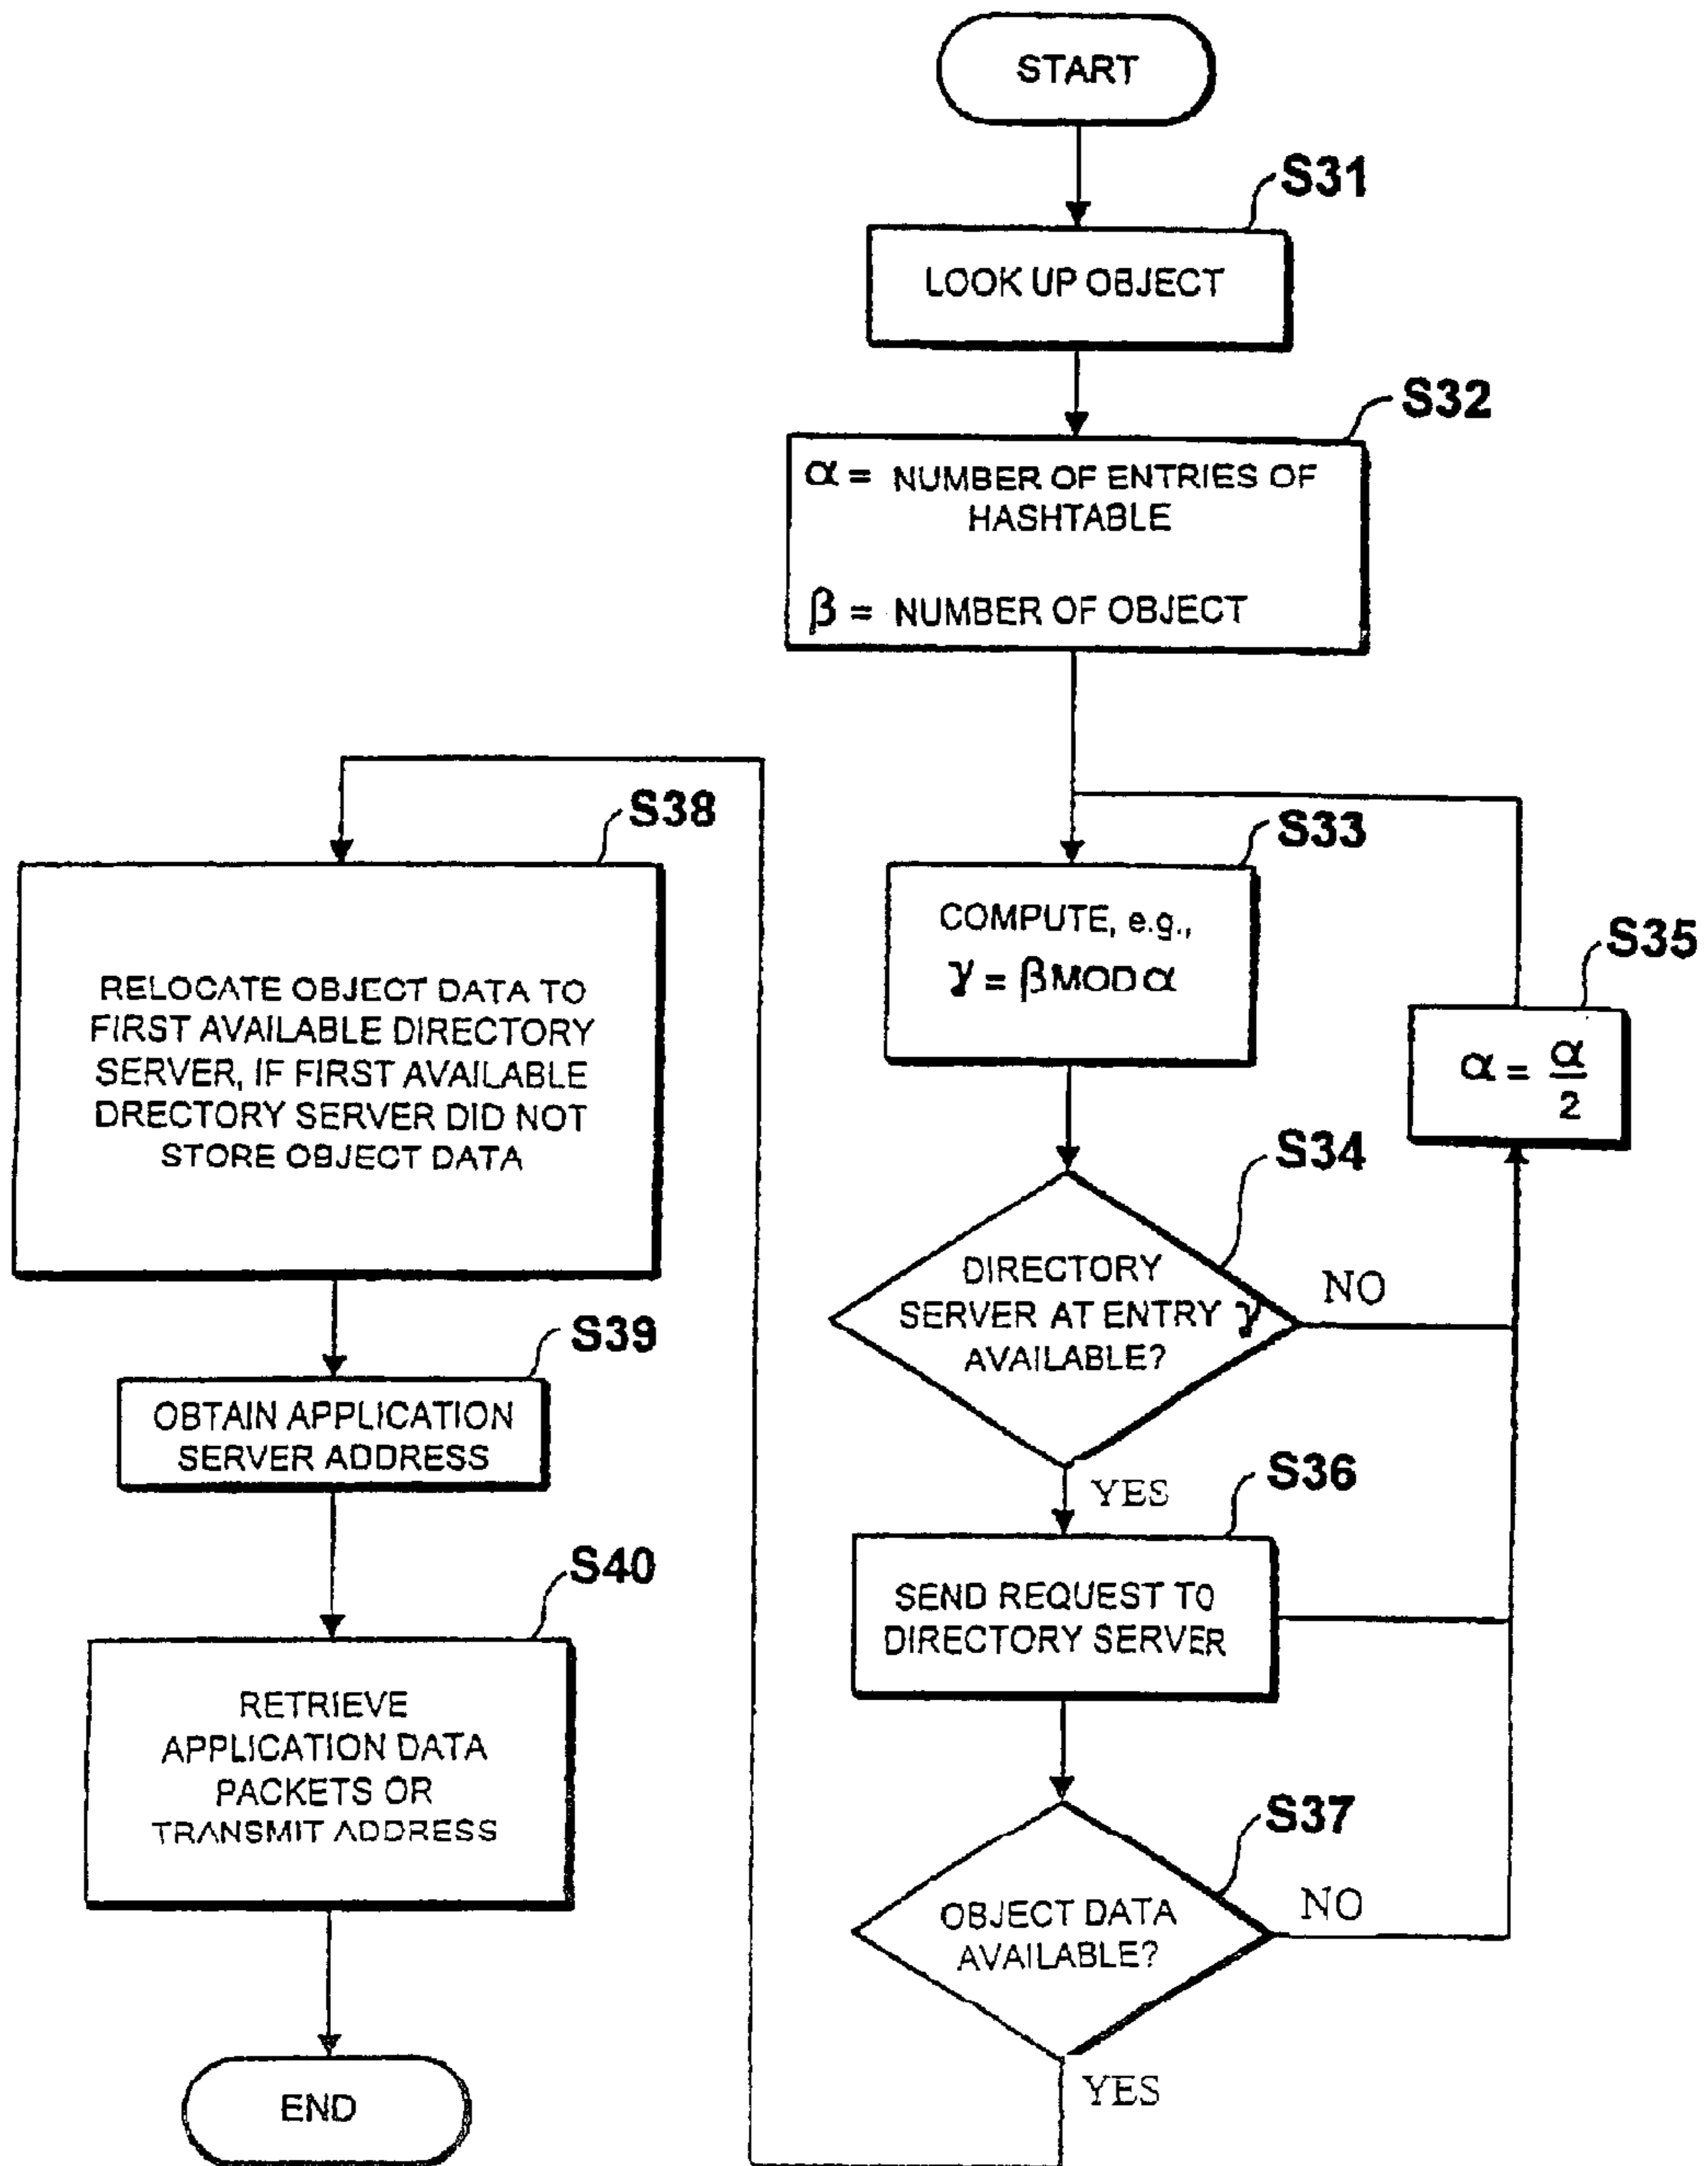 START
S31
LOOK UP OBJECT
S32
α = NUMBER OF ENTRIES OF
HASHTABLE
β = NUMBER OF OBJECT
S33
COMPUTE, e.g.,
γ = β MOD α
S35
α = α/2
S34
DIRECTORY
SERVER AT ENTRY γ
AVAILABLE?
NO
YES
S36
SEND REQUEST TO
DIRECTORY SERVER
S37
OBJECT DATA
AVAILABLE?
NO
YES
S38
RELOCATE OBJECT DATA TO
FIRST AVAILABLE DIRECTORY
SERVER, IF FIRST AVAILABLE
DRECTORY SERVER DID NOT
STORE OBJECT DATA
S39
OBTAIN APPLICATION
SERVER ADDRESS
S40
RETRIEVE
APPLICATION DATA
PACKETS OR
TRANSMIT ADDRESS
END